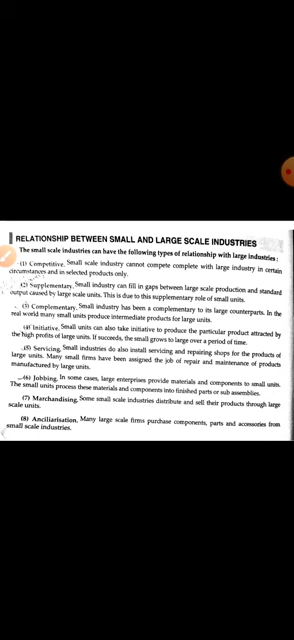 RELATIONSHIP BETWEEN SMALL AND LARGE SCALE INDUSTRIES
The small scale industries can have the following types of relationship with large industries :
(1) Competitive. Small scale industry cannot compete complete with large industry in certain
circumstances and in selected products only.
(2) Supplementary. Small industry can fill in gaps between large scale production and standard
output caused by large scale units. This is due to this supplementary role of small units.
(3) Complementary. Small industry has been a complementary to its large counterparts. In the
real world many small units produce intermediate products for large units.
(4) Initiative. Small units can also take initiative to produce the particular product attracted by
the high profits of large units. If succeeds, the small grows to large over a period of time.
(5) Servicing. Small industries do also install servicing and repairing shops for the products of
large units. Many small firms have been assigned the job of repair and maintenance of products
manufactured by large units.
(6) Jobbing. In some cases, large enterprises provide materials and components to small units.
The small units process these materials and components into finished parts or sub assemblies.
(7) Marchandising. Some small scale industries distribute and sell their products through large
scale units.
(8) Anciliarisation. Many large scale firms purchase components, parts and accessories from
small scale industries.